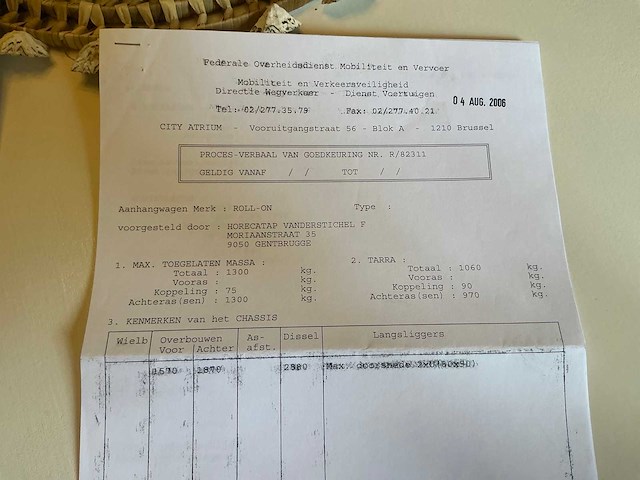 Federale Overheidsdienst Mobiliteit en Vervoer
Mobiliteit en Verkeersveiligheid
Directie Wegverkeer - Dienst Voertuigen
04 AUG. 2006
Tel: 02/277.35.79 Fax: 02/277.40.21
CITY ATRIUM - Vooruitgangstraat 56 - Blok A - 1210 Brussel
PROCES-VERBAAL VAN GOEDKEURING NR. R/82311
GELDIG VANAF / / TOT / /
Aanhangwagen Merk : ROLL-ON Type :
voorgesteld door : HORECATAP VANDERSTICHEL F
MORIAANSTRAAT 35
9050 GENTBRUGGE
1. MAX. TOEGELATEN MASSA : 2. TARRA :
Totaal : 1300 kg. Totaal : 1060 kg.
Vooras : kg. Vooras : kg.
Koppeling : 75 kg. Koppeling : 90 kg.
Achteras(sen) : 1300 kg. Achteras(sen) : 970 kg.
3. KENMERKEN van het CHASSIS
Wielb Overbouwen As- Dissel Langsliggers
Voor Achter afst.
1570 1870 2880 Max. doorsnede